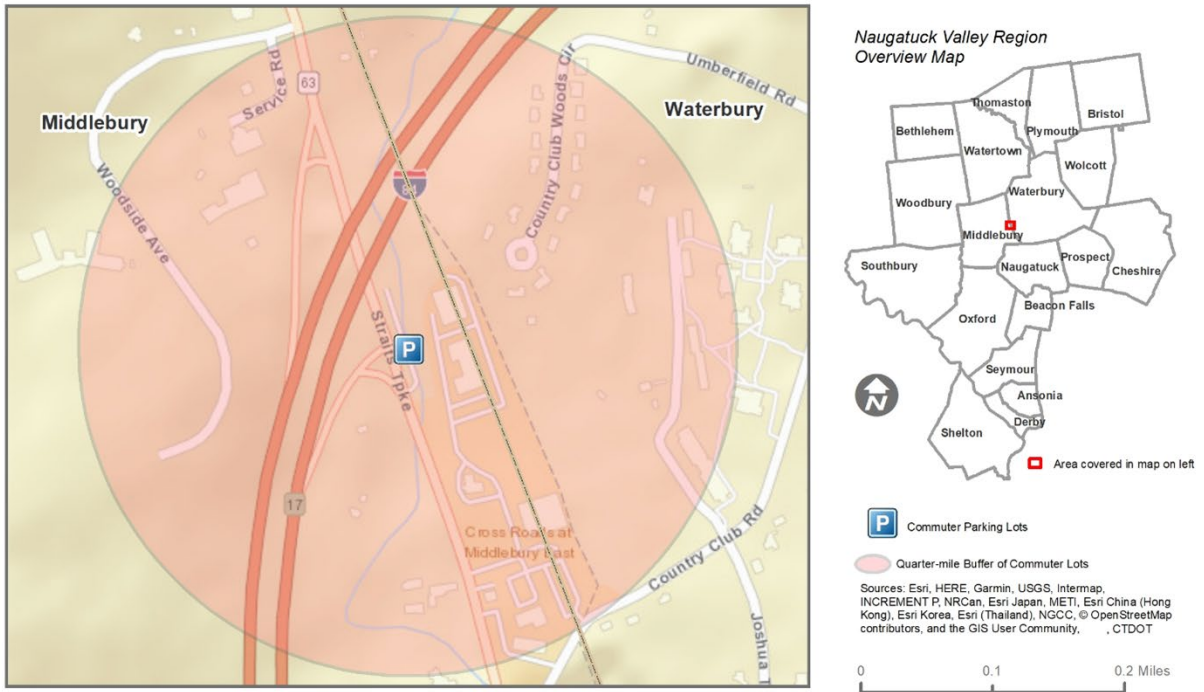 Middlebury
Waterbury
63
Service Rd
Umberfield Rd
Country Club Woods Cir
Woodside Ave
84
P
Straits Tpke
17
Cross Roads at
Middlebury East
Country Club Rd
Joshua T
Naugatuck Valley Region
Overview Map
Thomaston
Bristol
Bethlehem
Plymouth
Watertown
Wolcott
Waterbury
Woodbury
Middlebury
Prospect
Southbury
Naugatuck
Cheshire
Beacon Falls
Oxford
Seymour
Ansonia
Derby
Shelton
N
Area covered in map on left
P
Commuter Parking Lots
Quarter-mile Buffer of Commuter Lots
Sources: Esri, HERE, Garmin, USGS, Intermap,
INCREMENT P, NRCan, Esri Japan, METI, Esri China (Hong
Kong), Esri Korea, Esri (Thailand), NGCC, © OpenStreetMap
contributors, and the GIS User Community, , CTDOT
0 0.1 0.2 Miles